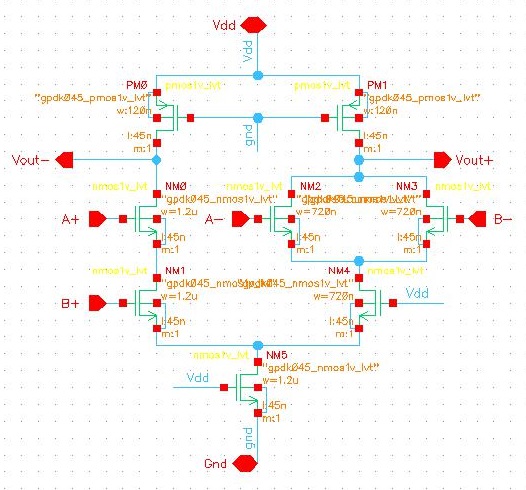 Vdd
Vdd
PM0
pmos1v_lvt
pmos1v_lvt
PM1
"gpdk045_pmos1v_lvt"
"gpdk045_pmos1v_lvt"
w:120n
w:120n
gnd
l:45n
l:45n
m:1
m:1
Vout-
Vout+
nmos1v_lvt
NM0
nmos1v_lvt
NM2
NM3
nmos1v_lvt
"gpdk045_nmos1v_lvt"
w=1.2u
w=720n
w=720n
A+
A-
B-
l:45n
l:45n
l:45n
m:1
m:1
m:1
nmos1v_lvt
NM1
NM4
nmos1v_lvt
"gpdk045_nmos1v_lvt"
"gpdk045_nmos1v_lvt"
w=1.2u
w=720n
B+
Vdd
l:45n
l:45n
m:1
m:1
nmos1v_lvt
NM5
"gpdk045_nmos1v_lvt"
w=1.2u
Vdd
l:45n
m:1
gnd
Gnd